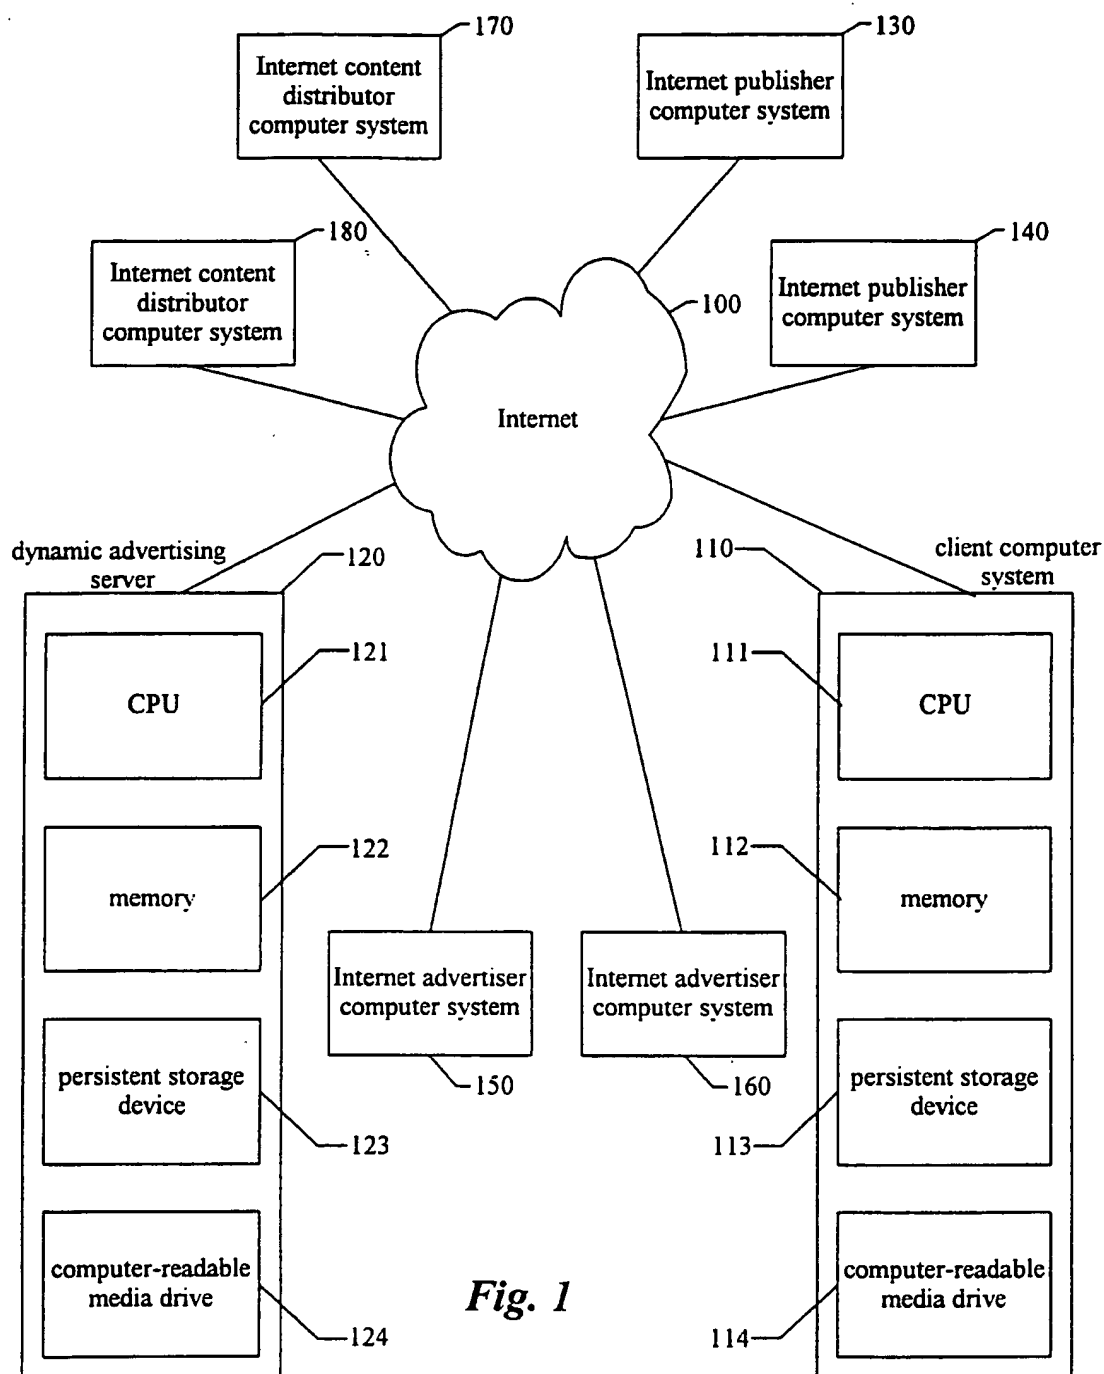 170
Internet content
distributor
computer system
130
Internet publisher
computer system
180
Internet content
distributor
computer system
140
Internet publisher
computer system
100
Internet
dynamic advertising
server
120
110
client computer
system
121
CPU
111
CPU
122
memory
112
memory
Internet advertiser
computer system
150
Internet advertiser
computer system
160
persistent storage
device
123
persistent storage
device
113
computer-readable
media drive
124
Fig. 1
computer-readable
media drive
114